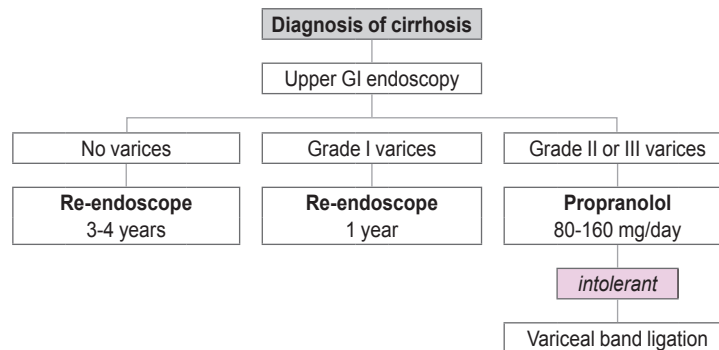 Diagnosis of cirrhosis
Upper GI endoscopy
No varices
Grade I varices
Grade II or III varices
Re-endoscope
3-4 years
Re-endoscope
1 year
Propranolol
80-160 mg/day
intolerant
Variceal band ligation